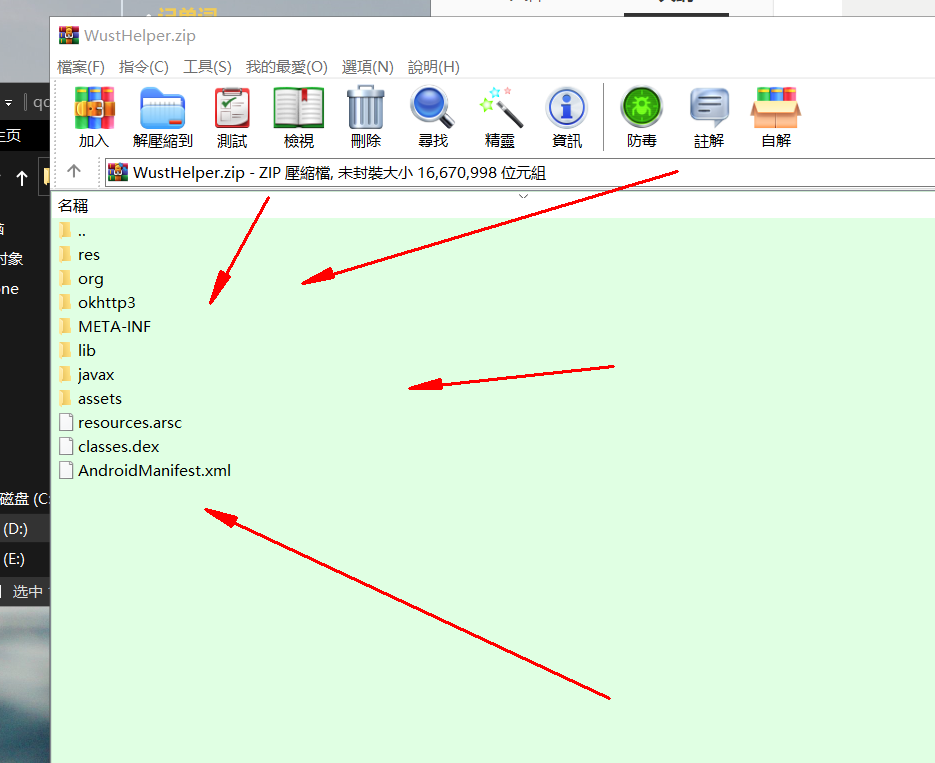 WustHelper.zip
檔案(F) 指令(C) 工具(S) 我的最愛(O) 選項(N) 說明(H)
加入 解壓縮到 測試 檢視 刪除 尋找 精靈 資訊 防毒 註解 自解
WustHelper.zip - ZIP 壓縮檔, 未封裝大小 16,670,998 位元組
名稱
..
res
org
okhttp3
META-INF
lib
javax
assets
resources.arsc
classes.dex
AndroidManifest.xml
qq
主页
对象
one
磁盘 (C:
(D:)
(E:)
选中